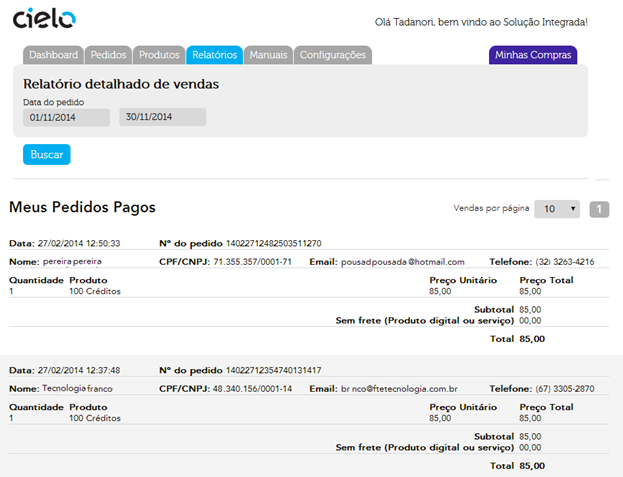 cielo
Olá Tadanori, bem vindo ao Solução Integrada!
Dashboard Pedidos Produtos Relatórios Manuais Configurações Minhas Compras
Relatório detalhado de vendas
Data do pedido
01/11/2014 30/11/2014
Buscar
Meus Pedidos Pagos Vendas por página 10 1
Data: 27/02/2014 12:50:33 Nº do pedido 14022712482503511270
Nome: pereira pereira CPF/CNPJ: 71.355.357/0001-71 Email: pousadpousada@hotmail.com Telefone: (32) 3263-4216
Quantidade Produto Preço Unitário Preço Total
1 100 Créditos 85,00 85,00
Subtotal 85,00
Sem frete (Produto digital ou serviço) 00,00
Total 85,00
Data: 27/02/2014 12:37:48 Nº do pedido 1402271235474013​1417
Nome: Tecnologia franco CPF/CNPJ: 48.340.156/0001-14 Email: br nco@ftetecnologia.com.br Telefone: (67) 3305-2870
Quantidade Produto Preço Unitário Preço Total
1 100 Créditos 85,00 85,00
Subtotal 85,00
Sem frete (Produto digital ou serviço) 00,00
Total 85,00